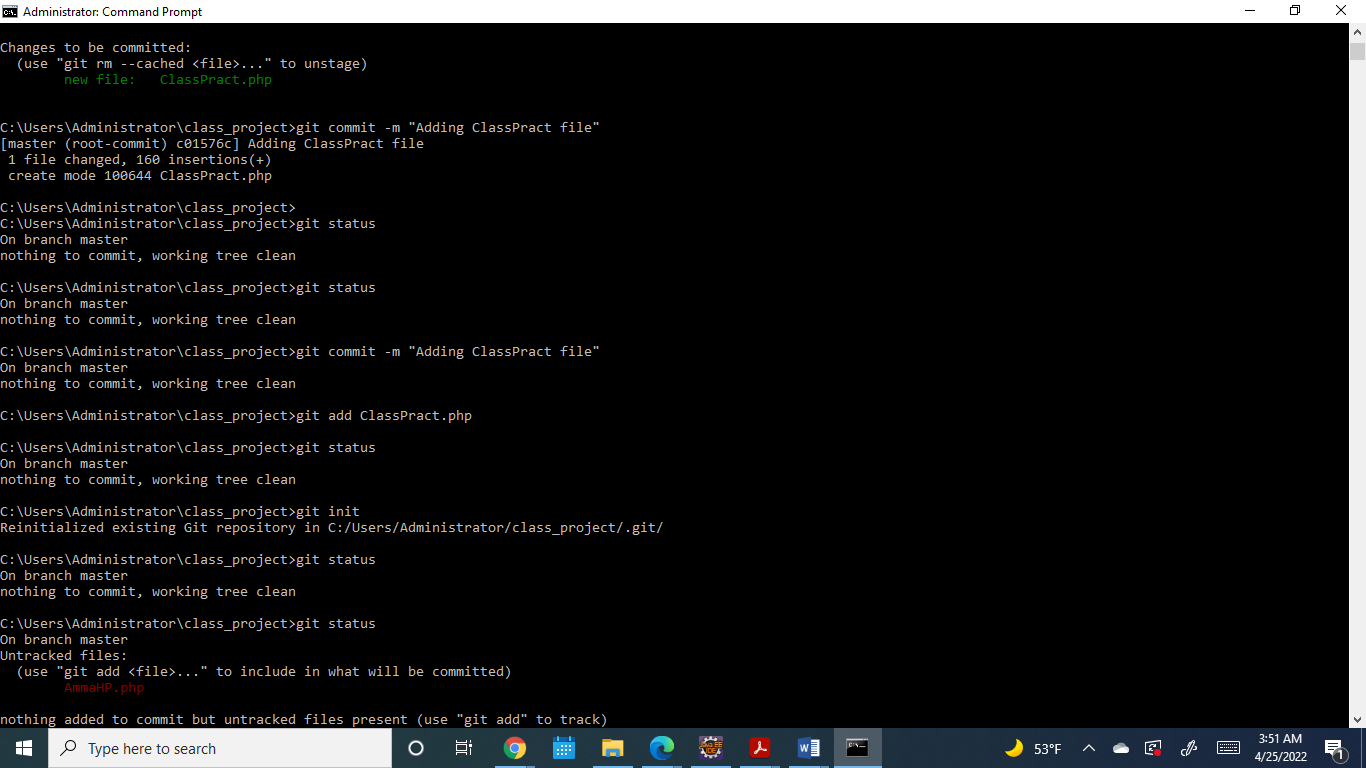 Administrator: Command Prompt
Changes to be committed:
  (use "git rm --cached <file>..." to unstage)
        new file:   ClassPract.php
C:\Users\Administrator\class_project>git commit -m "Adding ClassPract file"
[master (root-commit) c01576c] Adding ClassPract file
 1 file changed, 160 insertions(+)
 create mode 100644 ClassPract.php
C:\Users\Administrator\class_project>
C:\Users\Administrator\class_project>git status
On branch master
nothing to commit, working tree clean
C:\Users\Administrator\class_project>git status
On branch master
nothing to commit, working tree clean
C:\Users\Administrator\class_project>git commit -m "Adding ClassPract file"
On branch master
nothing to commit, working tree clean
C:\Users\Administrator\class_project>git add ClassPract.php
C:\Users\Administrator\class_project>git status
On branch master
nothing to commit, working tree clean
C:\Users\Administrator\class_project>git init
Reinitialized existing Git repository in C:/Users/Administrator/class_project/.git/
C:\Users\Administrator\class_project>git status
On branch master
nothing to commit, working tree clean
C:\Users\Administrator\class_project>git status
On branch master
Untracked files:
  (use "git add <file>..." to include in what will be committed)
        AmmaHP.php
nothing added to commit but untracked files present (use "git add" to track)
Type here to search
53°F
3:51 AM
4/25/2022
1